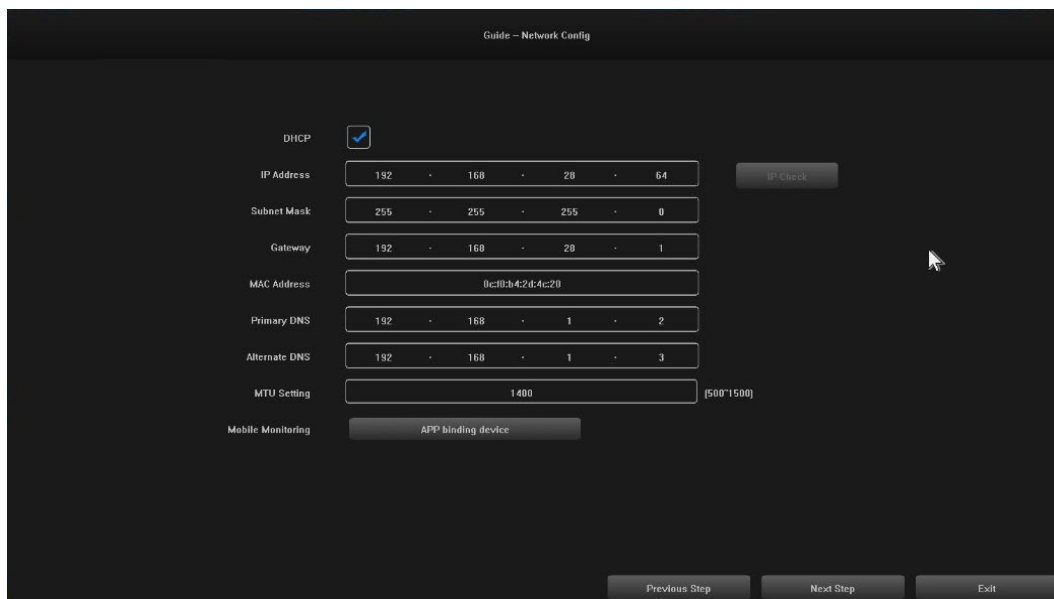 Guide – Network Config
DHCP
IP Address 192 . 168 . 28 . 64 IP Check
Subnet Mask 255 . 255 . 255 . 0
Gateway 192 . 168 . 28 . 1
MAC Address 0c:f0:b4:2d:4c:20
Primary DNS 192 . 168 . 1 . 2
Alternate DNS 192 . 168 . 1 . 3
MTU Setting 1400 (500~1500)
Mobile Monitoring APP binding device
Previous Step Next Step Exit